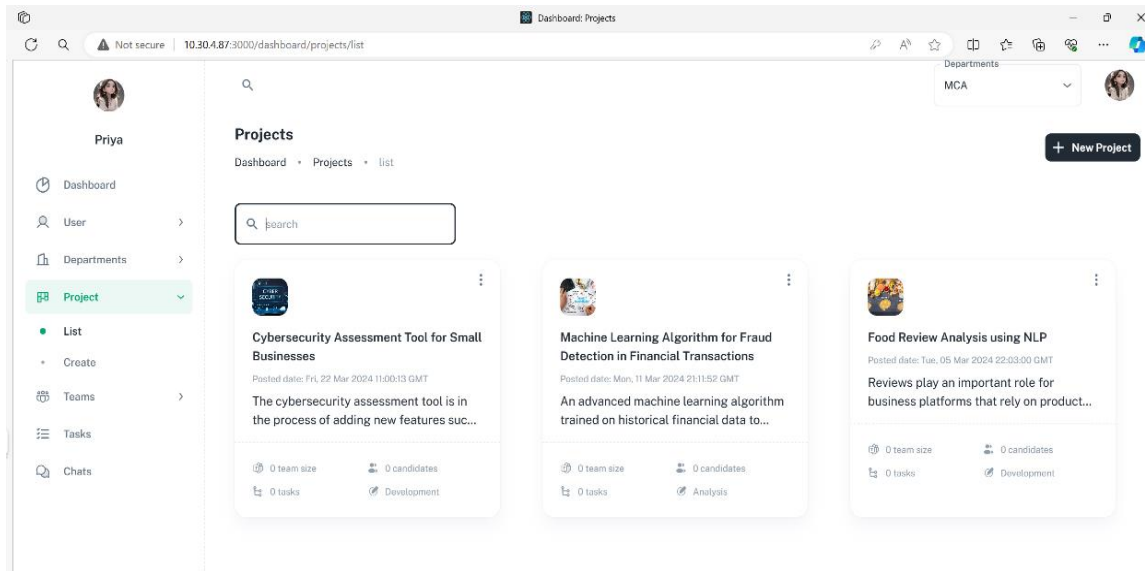 Dashboard: Projects
Not secure 10.30.4.87:3000/dashboard/projects/list
Departments
MCA
Priya
Dashboard
User
Departments
Project
List
Create
Teams
Tasks
Chats
Projects
Dashboard • Projects • list
+ New Project
search
CYBER
SECURITY
Cybersecurity Assessment Tool for Small
Businesses
Posted date: Fri, 22 Mar 2024 11:00:13 GMT
The cybersecurity assessment tool is in
the process of adding new features suc...
0 team size 0 candidates
0 tasks Development
Machine Learning Algorithm for Fraud
Detection in Financial Transactions
Posted date: Mon, 11 Mar 2024 21:11:52 GMT
An advanced machine learning algorithm
trained on historical financial data to...
0 team size 0 candidates
0 tasks Analysis
Food Review Analysis using NLP
Posted date: Tue, 05 Mar 2024 22:03:00 GMT
Reviews play an important role for
business platforms that rely on product...
0 team size 0 candidates
0 tasks Development